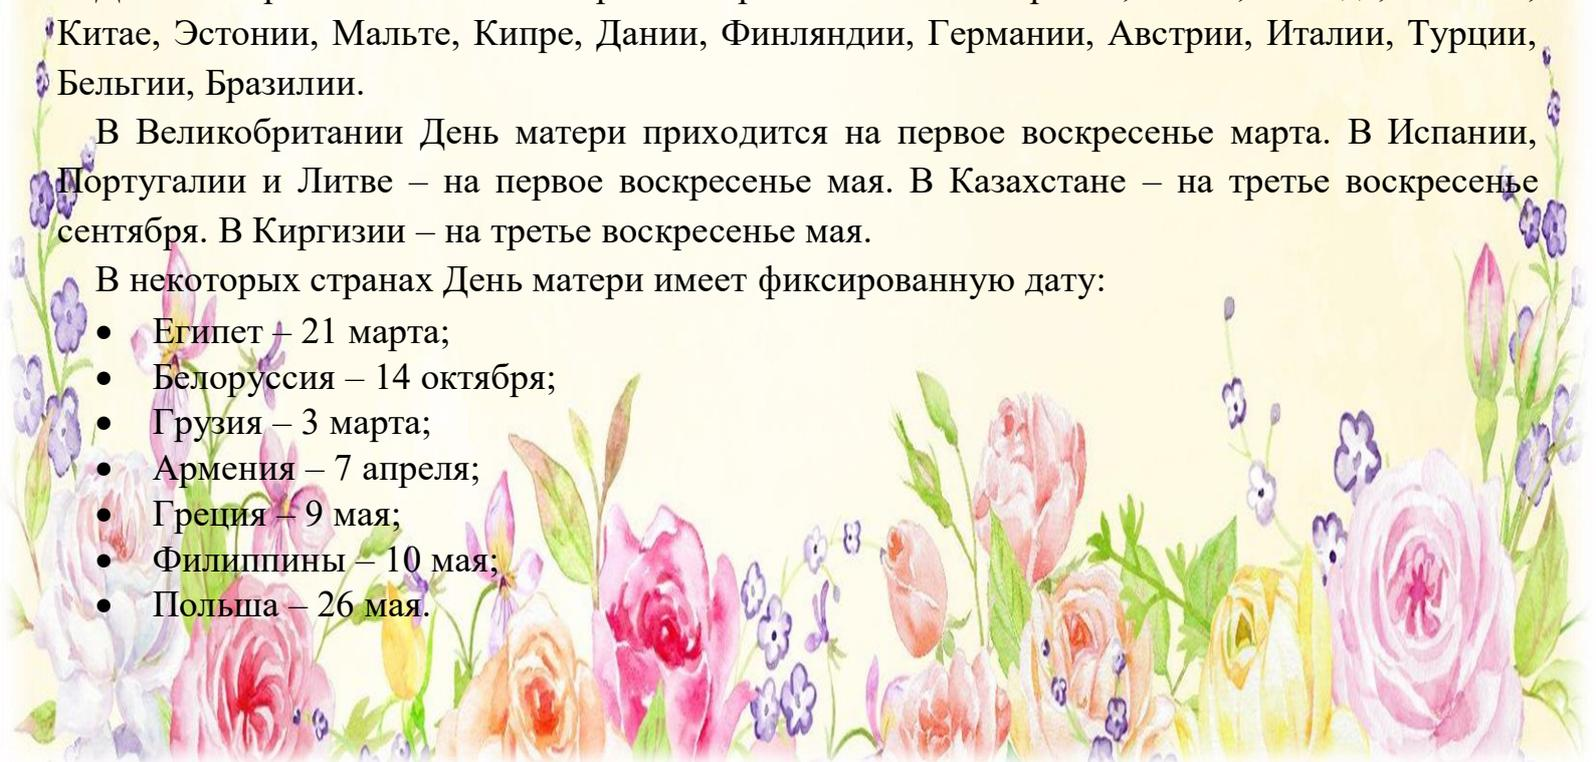 Китае, Эстонии, Мальте, Кипре, Дании, Финляндии, Германии, Австрии, Италии, Турции,
Бельгии, Бразилии.
В Великобритании День матери приходится на первое воскресенье марта. В Испании,
Португалии и Литве – на первое воскресенье мая. В Казахстане – на третье воскресенье
сентября. В Киргизии – на третье воскресенье мая.
В некоторых странах День матери имеет фиксированную дату:
• Египет – 21 марта;
• Белоруссия – 14 октября;
• Грузия – 3 марта;
• Армения – 7 апреля;
• Греция – 9 мая;
• Филиппины – 10 мая;
• Польша – 26 мая.